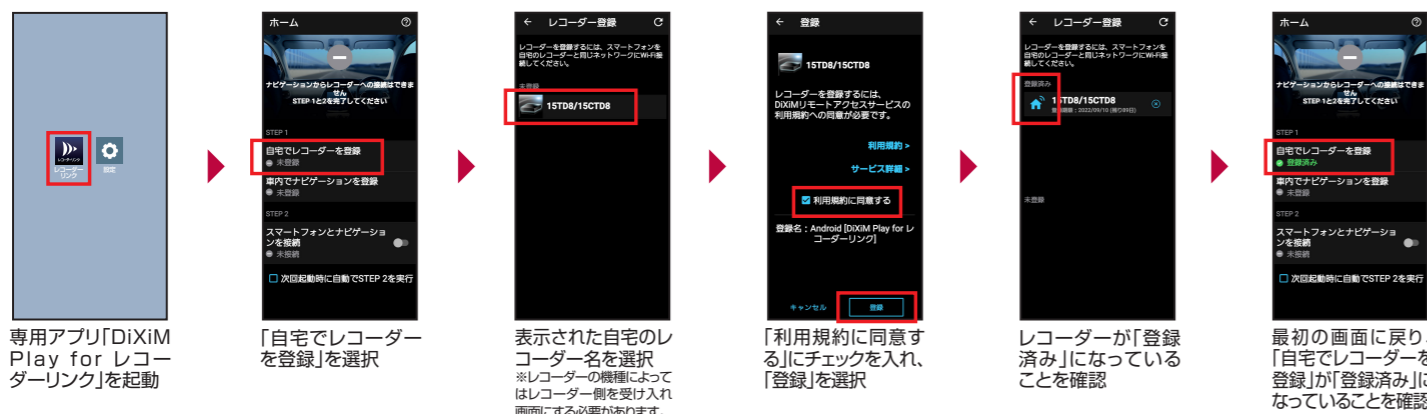 レコーダー
リンク
設定
専用アプリ「DiXiM
Play for レコー
ダーリンク」を起動
ホーム
ナビゲーションからレコーダーへの接続はできま
せん
STEP 1と2を完了してください
STEP 1
自宅でレコーダーを登録
未登録
車内でナビゲーションを登録
未登録
STEP 2
スマートフォンとナビゲーショ
ンを接続
未接続
次回起動時に自動でSTEP 2を実行
「自宅でレコーダー
を登録」を選択
レコーダー登録
レコーダーを登録するには、スマートフォンを
自宅のレコーダーと同じネットワークにWi-Fi接
続してください。
未登録
15TD8/15CTD8
表示された自宅のレ
コーダー名を選択
※レコーダーの機種によって
はレコーダー側を受け入れ
画面にする必要があります。
登録
15TD8/15CTD8
レコーダーを登録するには、
DiXiMリモートアクセスサービスの
利用規約への同意が必要です。
利用規約 >
サービス詳細 >
利用規約に同意する
登録名：Android [DiXiM Play for レ
コーダーリンク]
キャンセル
登録
「利用規約に同意す
る」にチェックを入れ、
「登録」を選択
レコーダー登録
レコーダーを登録するには、スマートフォンを
自宅のレコーダーと同じネットワークにWi-Fi接
続してください。
登録済み
15TD8/15CTD8
登録期限：2022/09/10 (残り89日)
未登録
レコーダーが「登録
済み」になっている
ことを確認
ホーム
ナビゲーションからレコーダーへの接続はできま
せん
STEP 1と2を完了してください
STEP 1
自宅でレコーダーを登録
登録済み
車内でナビゲーションを登録
未登録
STEP 2
スマートフォンとナビゲーショ
ンを接続
未接続
次回起動時に自動でSTEP 2を実行
最初の画面に戻り、
「自宅でレコーダーを
登録」が「登録済み」に
なっていることを確認